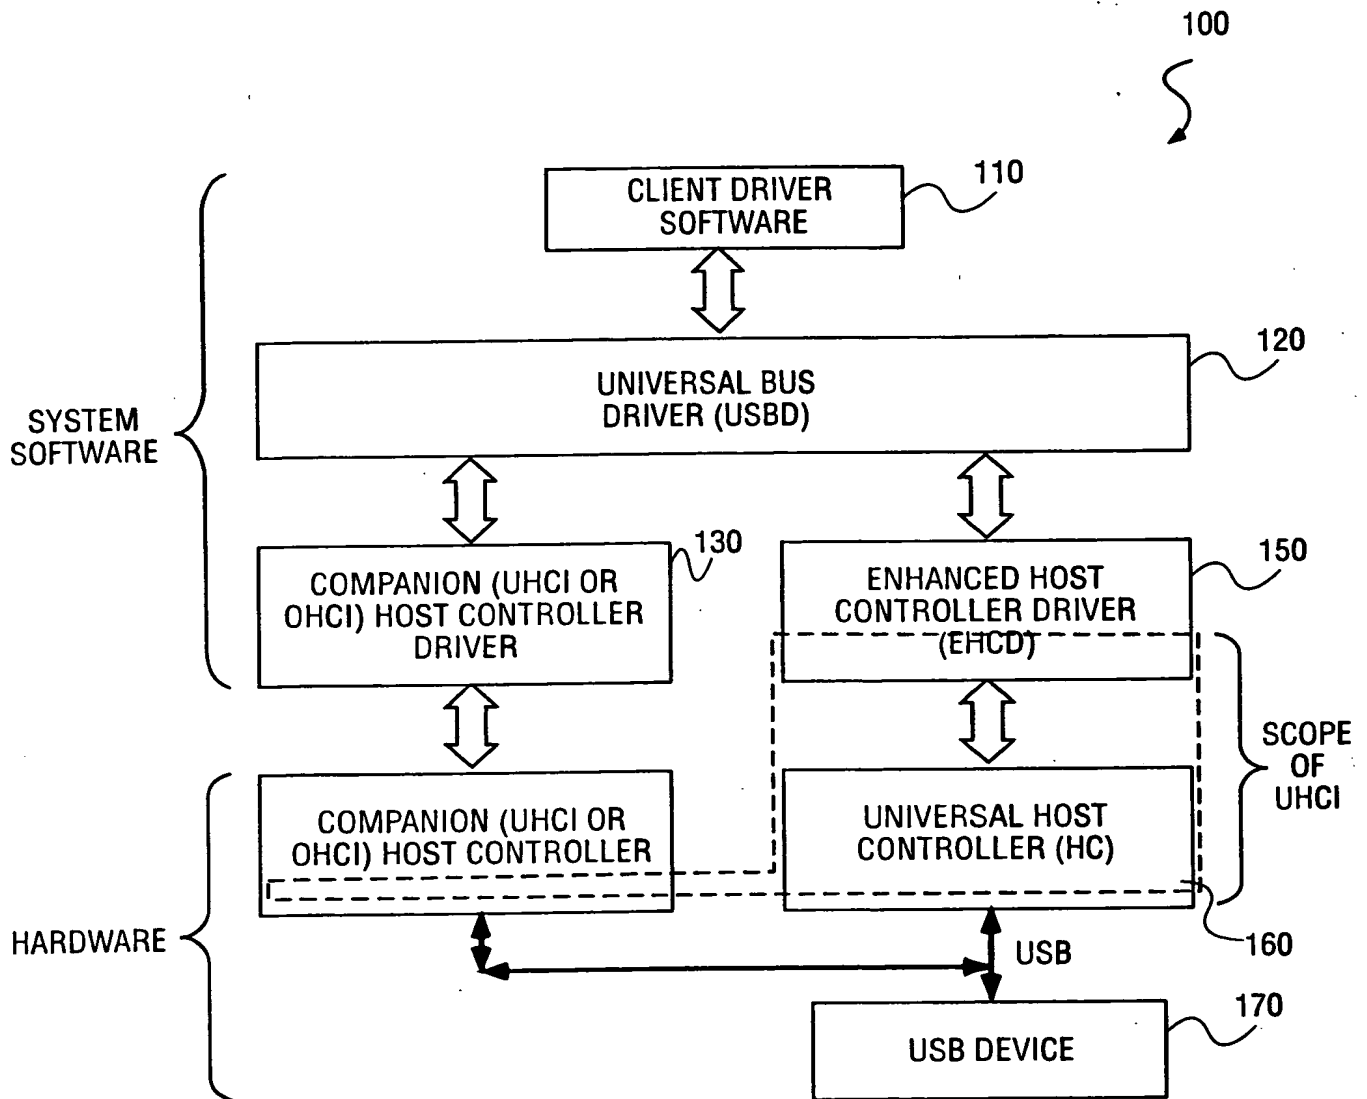 100
CLIENT DRIVER
SOFTWARE
110
UNIVERSAL BUS
DRIVER (USBD)
120
SYSTEM
SOFTWARE
COMPANION (UHCI OR
OHCI) HOST CONTROLLER
DRIVER
130
ENHANCED HOST
CONTROLLER DRIVER
(EHCD)
150
SCOPE
OF
UHCI
COMPANION (UHCI OR
OHCI) HOST CONTROLLER
UNIVERSAL HOST
CONTROLLER (HC)
160
HARDWARE
USB
USB DEVICE
170